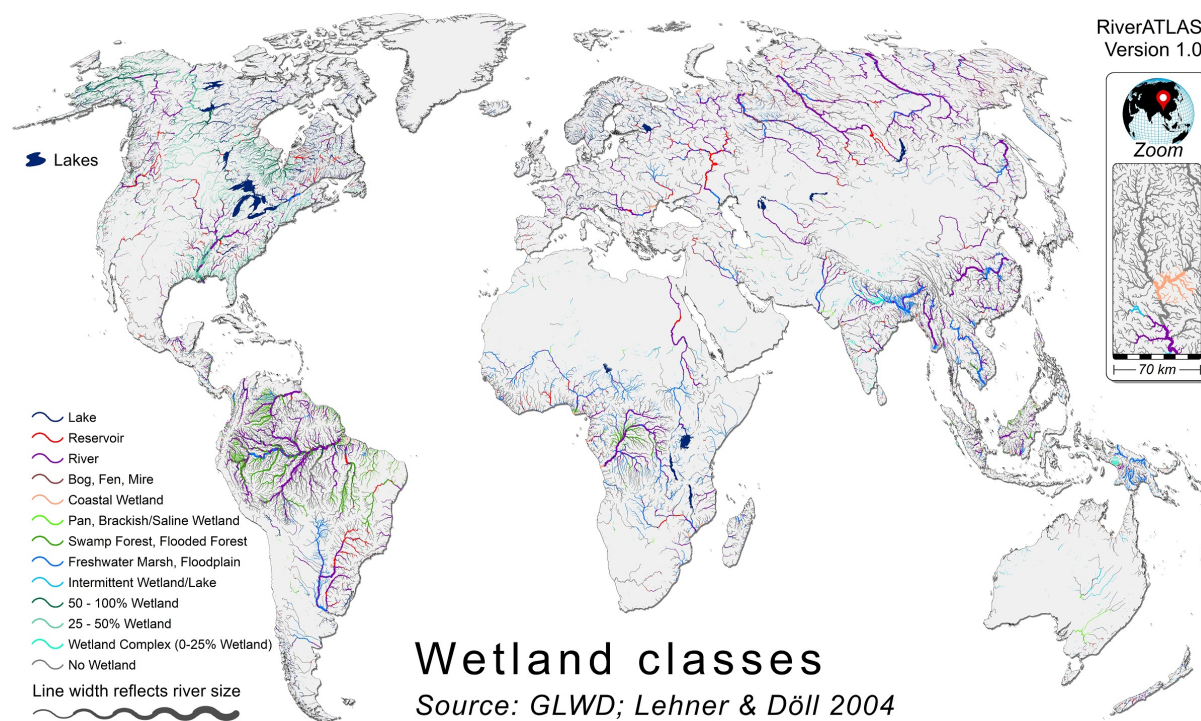 RiverATLAS
Version 1.0
Zoom
70 km
Lakes
Lake
Reservoir
River
Bog, Fen, Mire
Coastal Wetland
Pan, Brackish/Saline Wetland
Swamp Forest, Flooded Forest
Freshwater Marsh, Floodplain
Intermittent Wetland/Lake
50 - 100% Wetland
25 - 50% Wetland
Wetland Complex (0-25% Wetland)
No Wetland
Line width reflects river size
Wetland classes
Source: GLWD; Lehner & Döll 2004